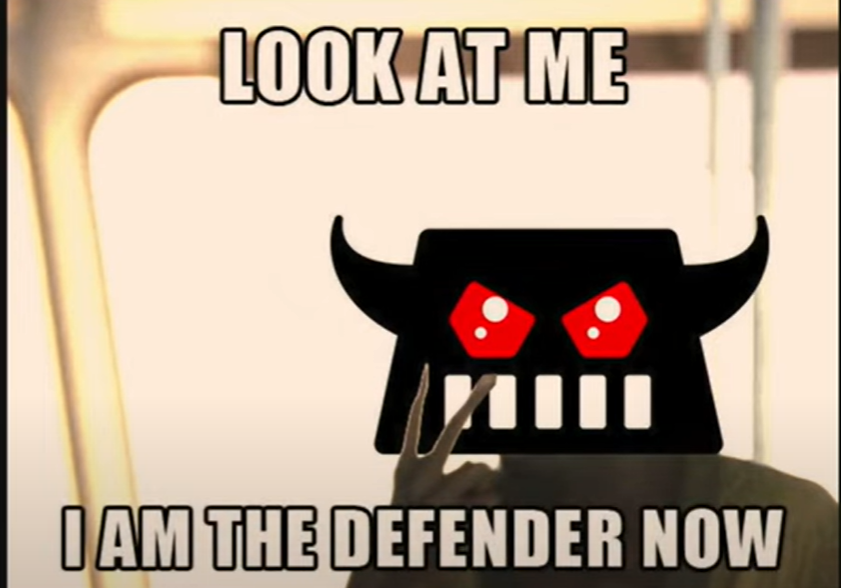 LOOK AT ME
I AM THE DEFENDER NOW